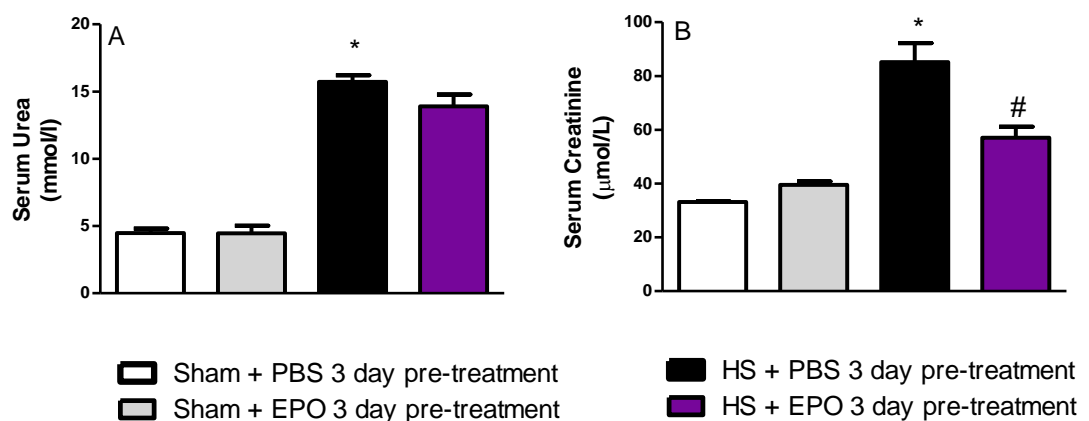 A
Serum Urea
(mmol/l)
20
15
10
5
0
*
B
Serum Creatinine
(μmol/L)
100
80
60
40
20
0
*
#
Sham + PBS 3 day pre-treatment
Sham + EPO 3 day pre-treatment
HS + PBS 3 day pre-treatment
HS + EPO 3 day pre-treatment